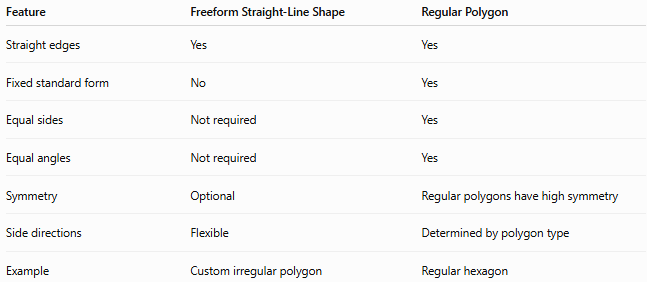 Feature Freeform Straight-Line Shape Regular Polygon
Straight edges Yes Yes
Fixed standard form No Yes
Equal sides Not required Yes
Equal angles Not required Yes
Symmetry Optional Regular polygons have high symmetry
Side directions Flexible Determined by polygon type
Example Custom irregular polygon Regular hexagon